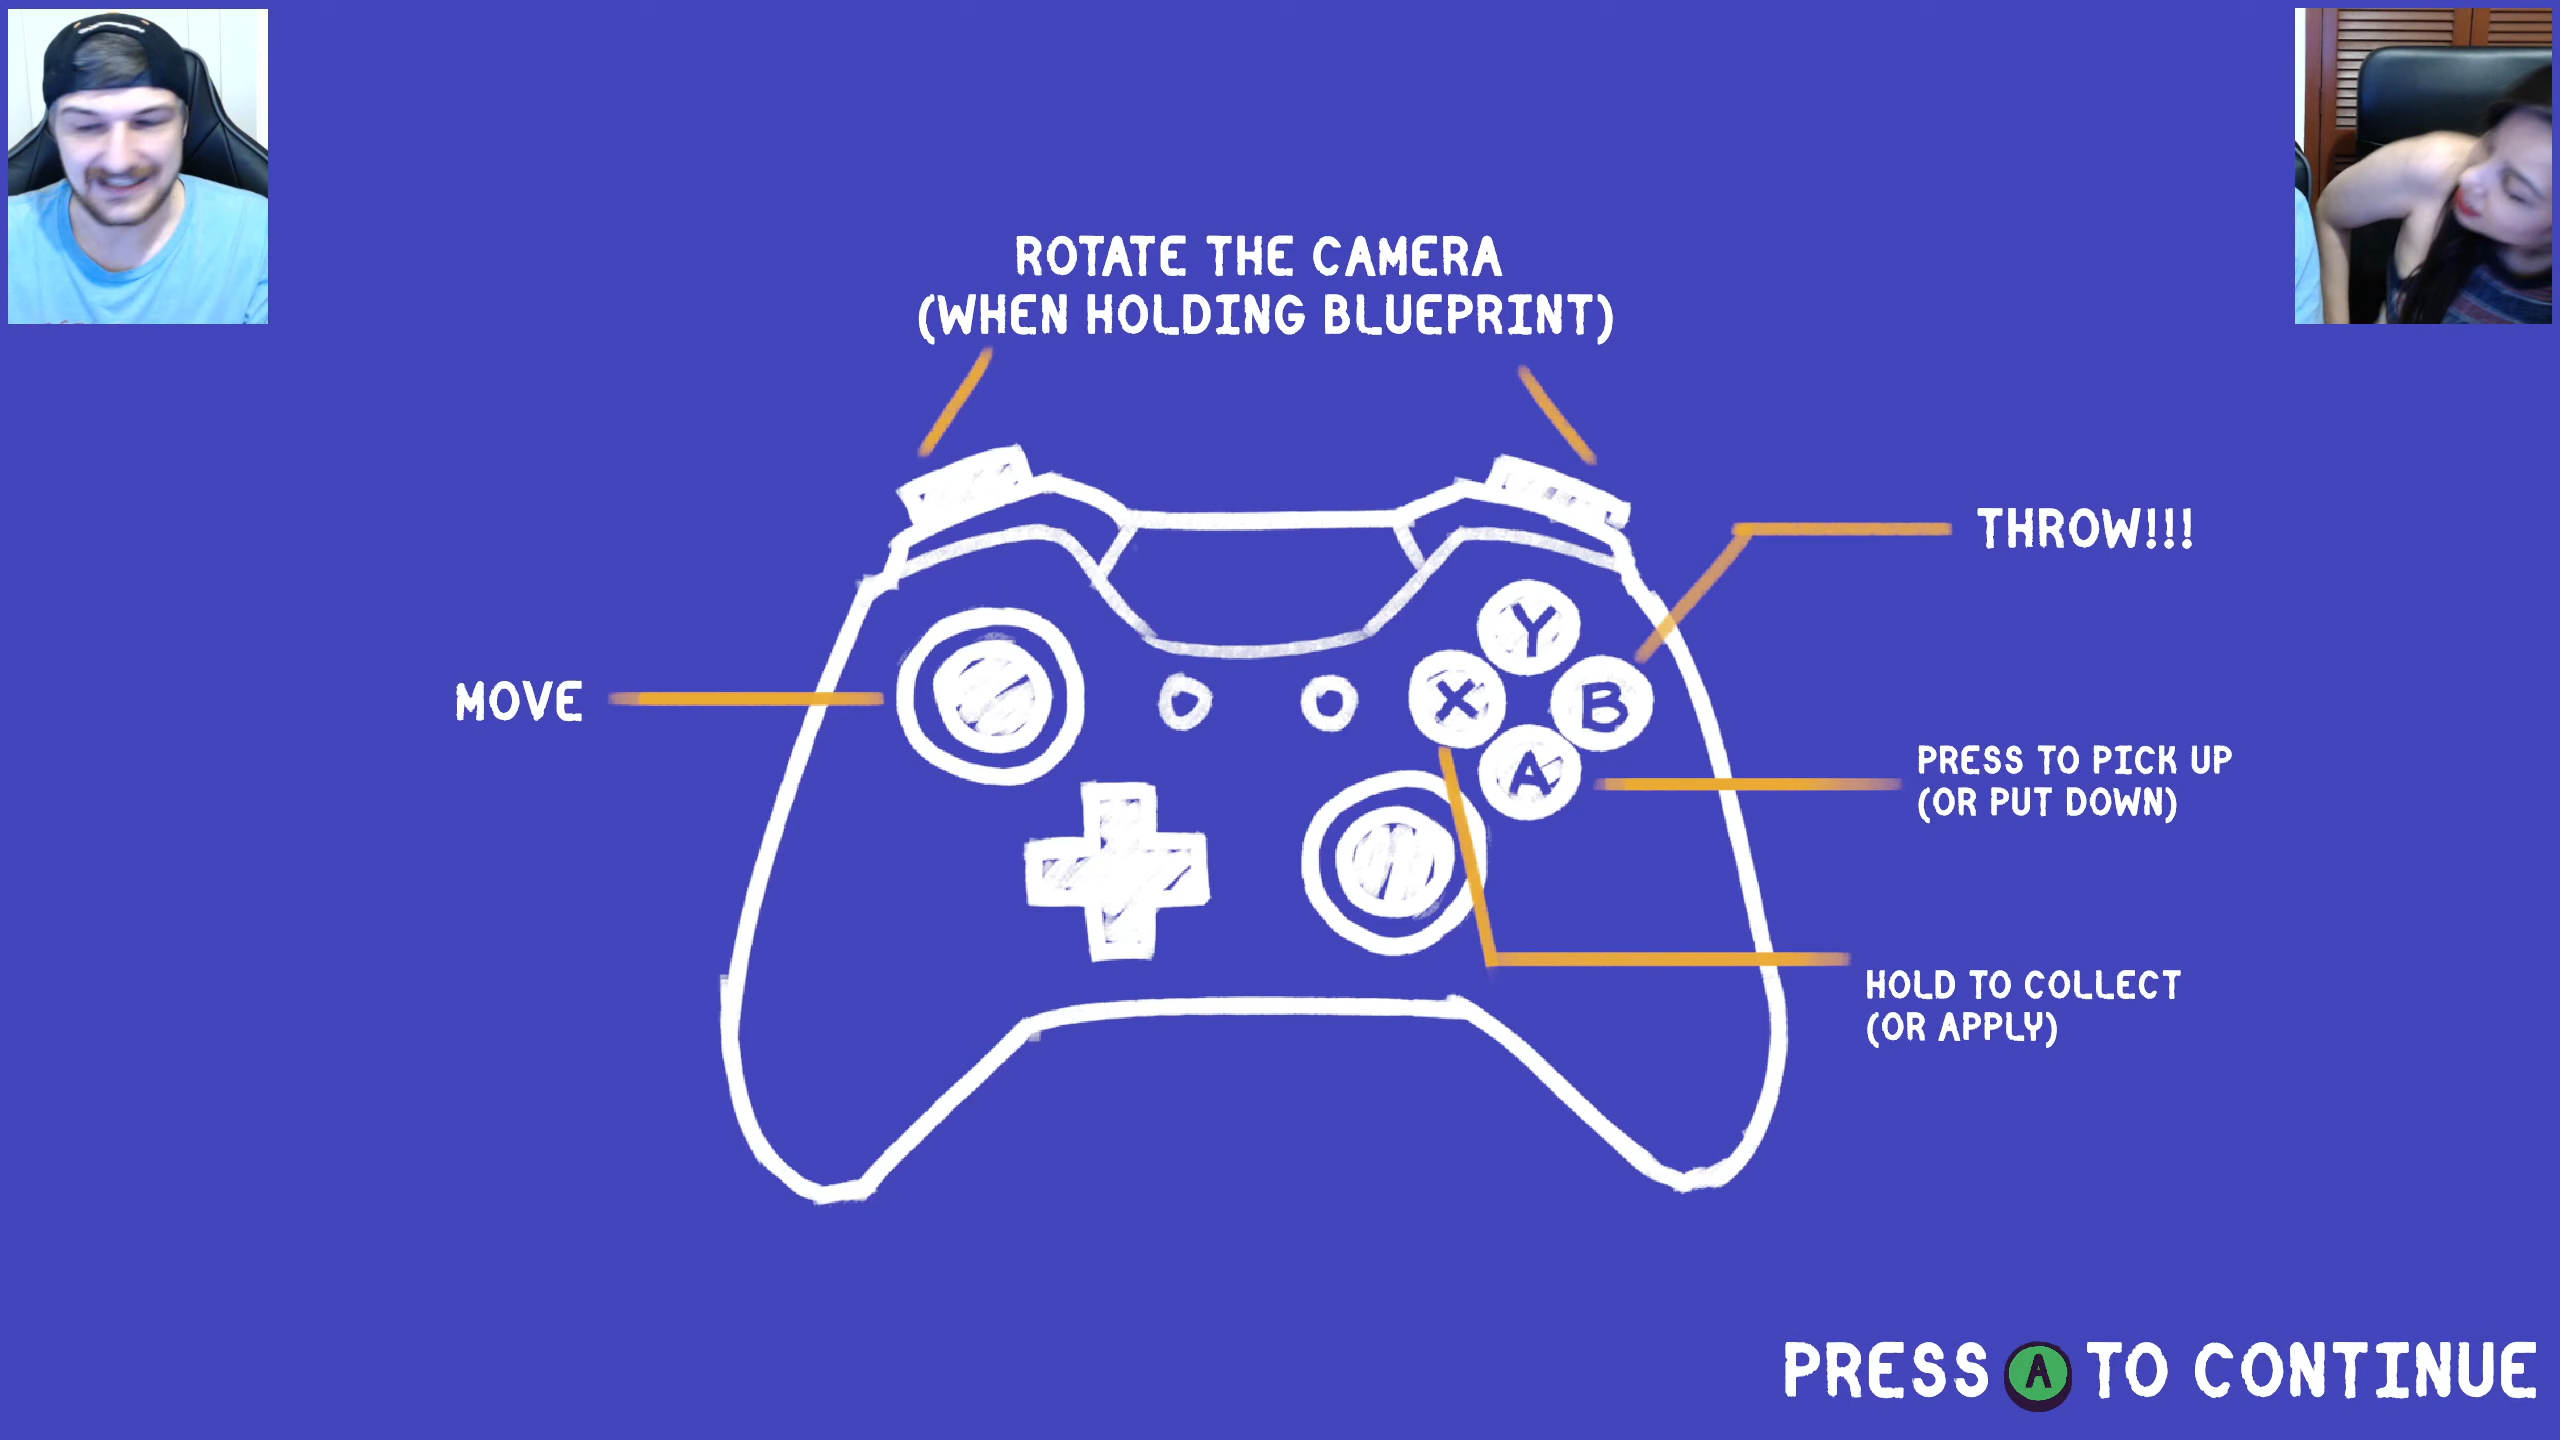 ROTATE THE CAMERA
(WHEN HOLDING BLUEPRINT)
THROW!!!
Y
X
B
A
MOVE
PRESS TO PICK UP
(OR PUT DOWN)
HOLD TO COLLECT
(OR APPLY)
PRESS A TO CONTINUE